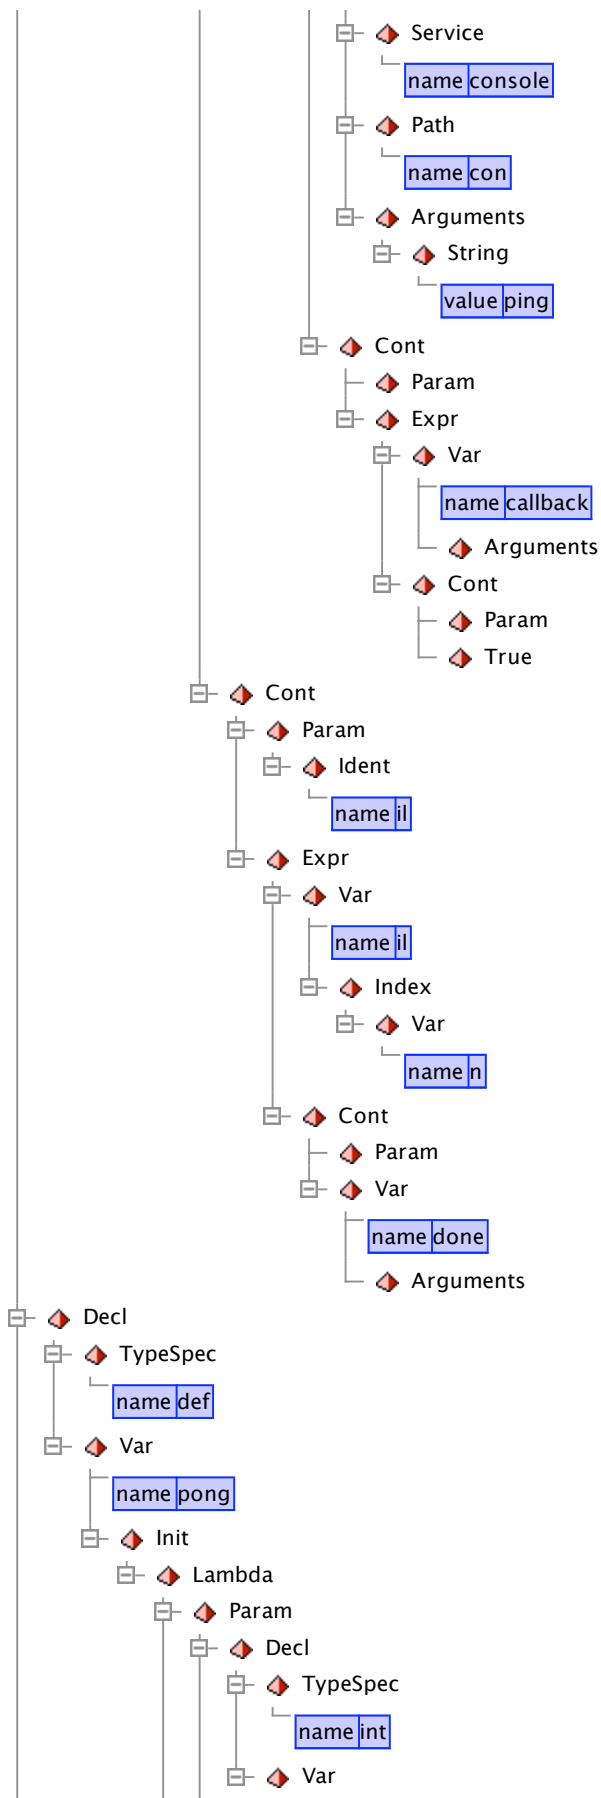 Service
name console
Path
name con
Arguments
String
value ping
Cont
Param
Expr
Var
name callback
Arguments
Cont
Param
True
Cont
Param
Ident
name il
Expr
Var
name il
Index
Var
name n
Cont
Param
Var
name done
Arguments
Decl
TypeSpec
name def
Var
name pong
Init
Lambda
Param
Decl
TypeSpec
name int
Var